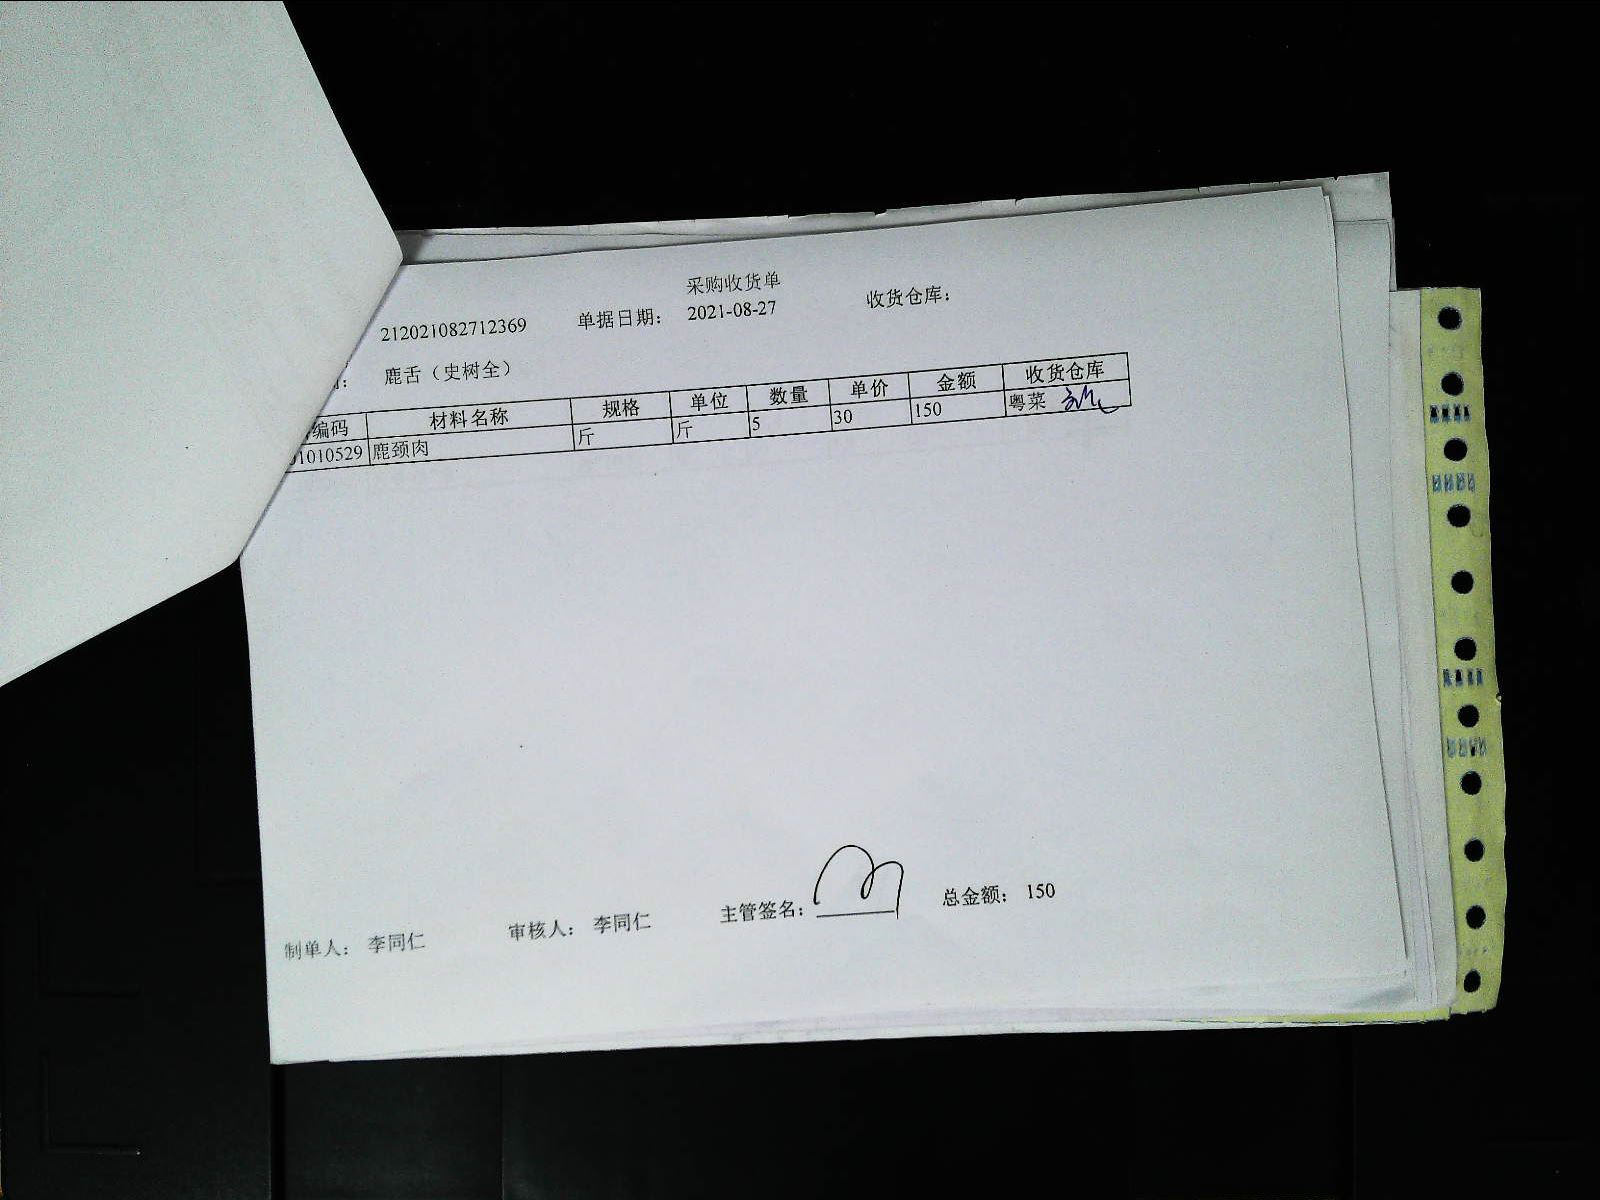 采购收货单
212021082712369 单据日期: 2021-08-27 收货仓库:
鹿舌(史树全)
编码 材料名称 规格 单位 数量 单价 金额 收货仓库
01010529 鹿颈肉 斤 斤 5 30 150 粤菜
制单人: 李同仁 审核人: 李同仁 主管签名: 总金额: 150